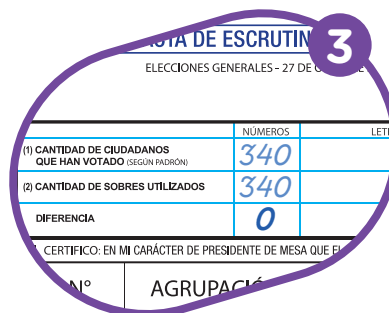 3
ACTA DE ESCRUTIN
ELECCIONES GENERALES - 27 DE
NÚMEROS
LET
(1) CANTIDAD DE CIUDADANOS
QUE HAN VOTADO (SEGÚN PADRÓN)
340
(2) CANTIDAD DE SOBRES UTILIZADOS
340
DIFERENCIA
0
CERTIFICO: EN MI CARÁCTER DE PRESIDENTE DE MESA QUE EL
N°
AGRUPACIÓ